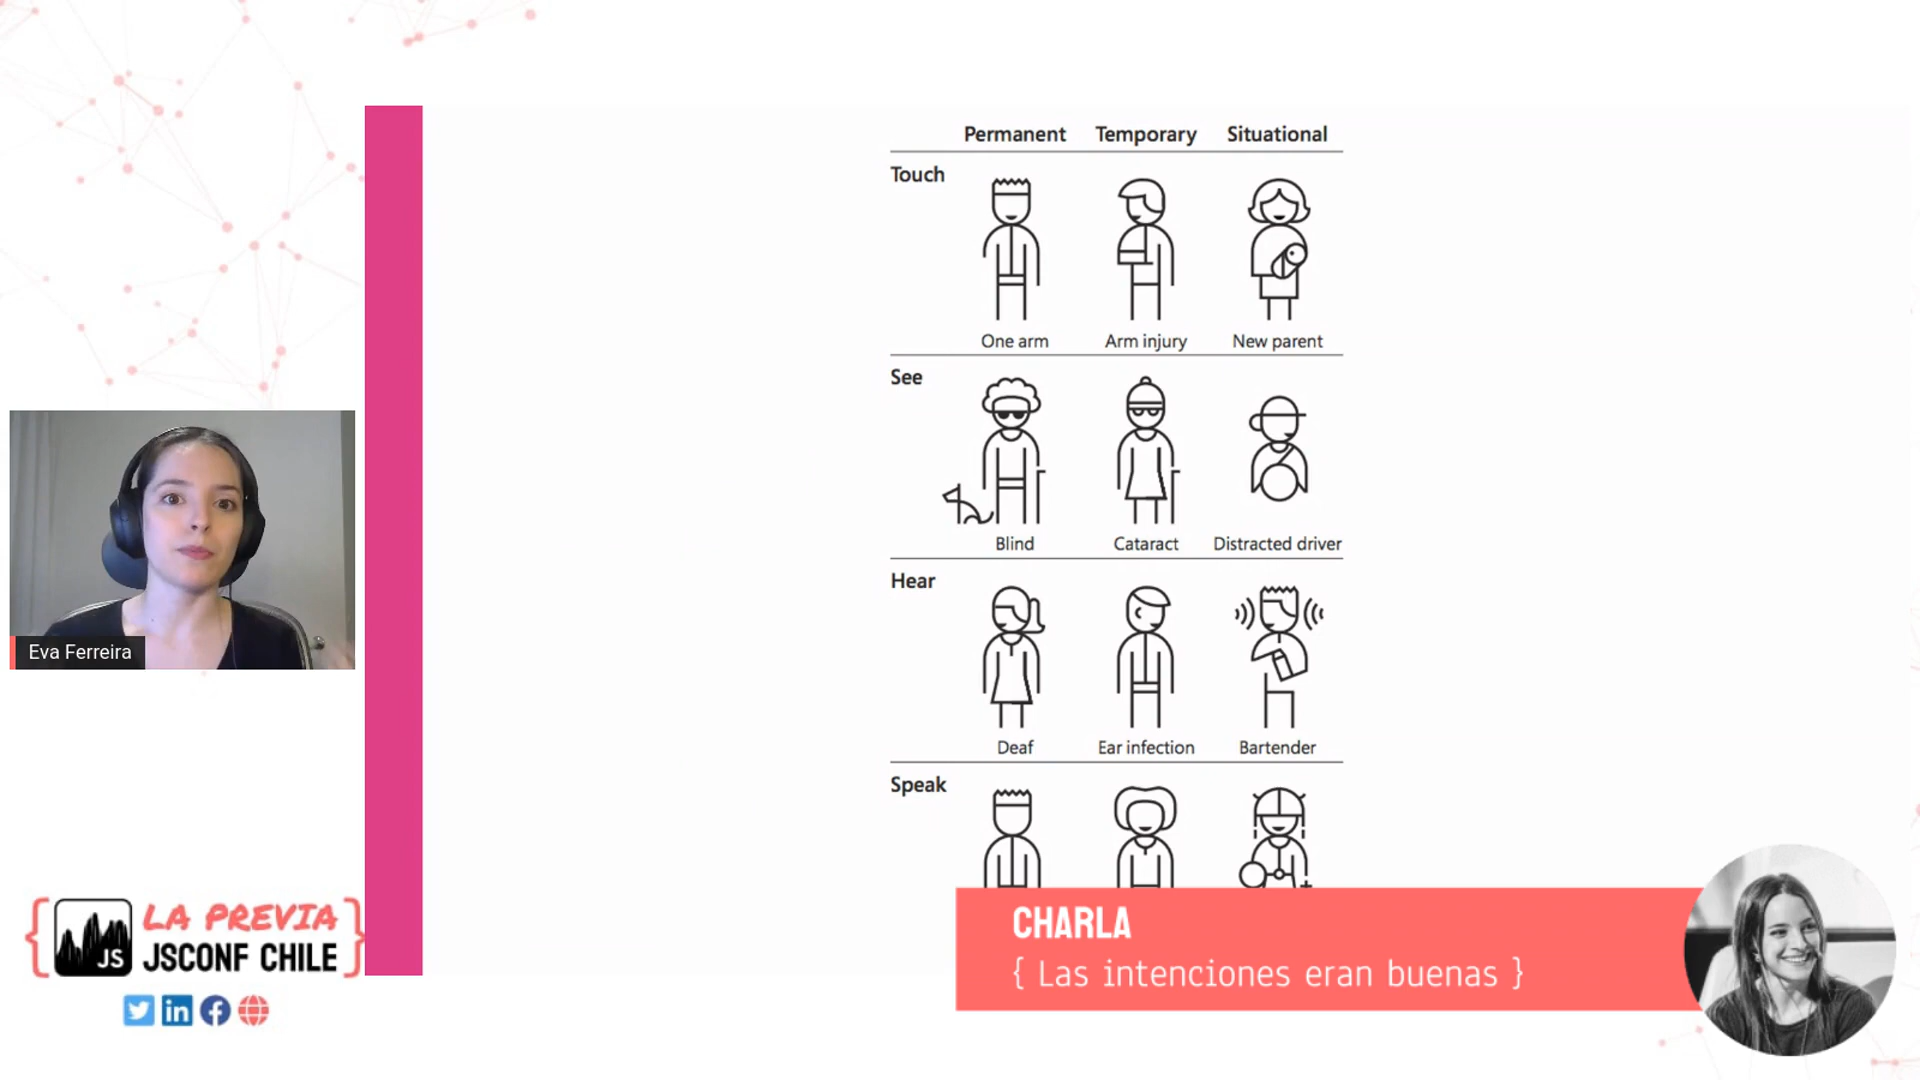 Permanent Temporary Situational
Touch
One arm Arm injury New parent
See
Blind Cataract Distracted driver
Hear
Deaf Ear infection Bartender
Speak
Eva Ferreira
{ JS LA PREVIA }
JSCONF CHILE
CHARLA
{ Las intenciones eran buenas }